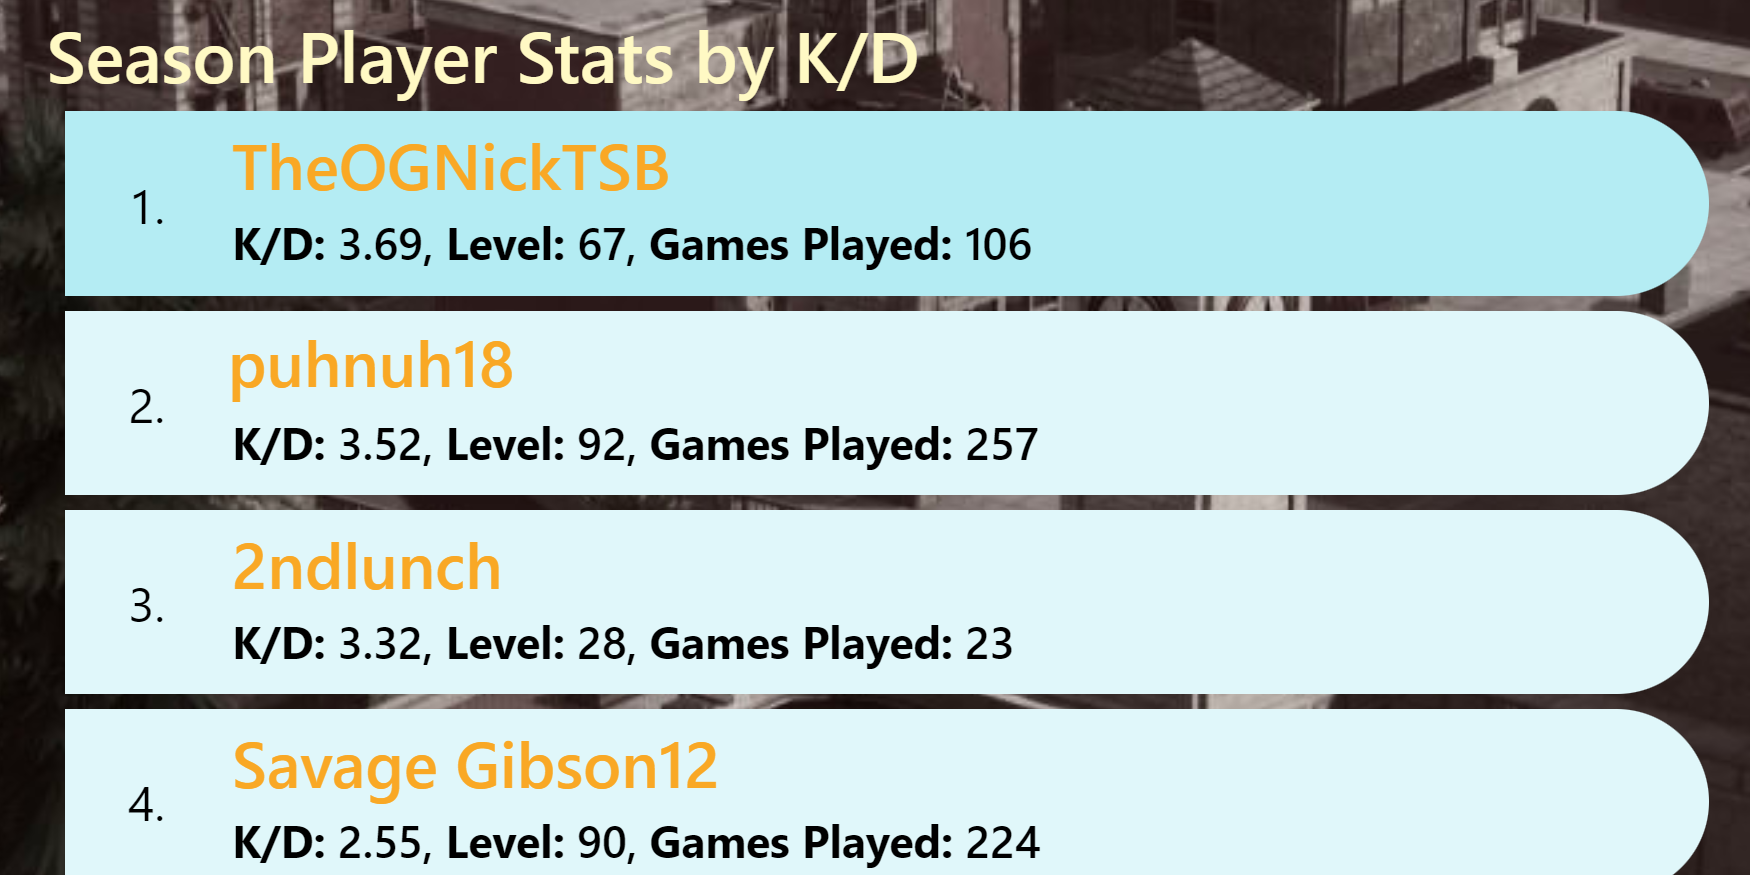 Season Player Stats by K/D
1.
TheOGNickTSB
K/D: 3.69, Level: 67, Games Played: 106
2.
puhnuh18
K/D: 3.52, Level: 92, Games Played: 257
3.
2ndlunch
K/D: 3.32, Level: 28, Games Played: 23
4.
Savage Gibson12
K/D: 2.55, Level: 90, Games Played: 224